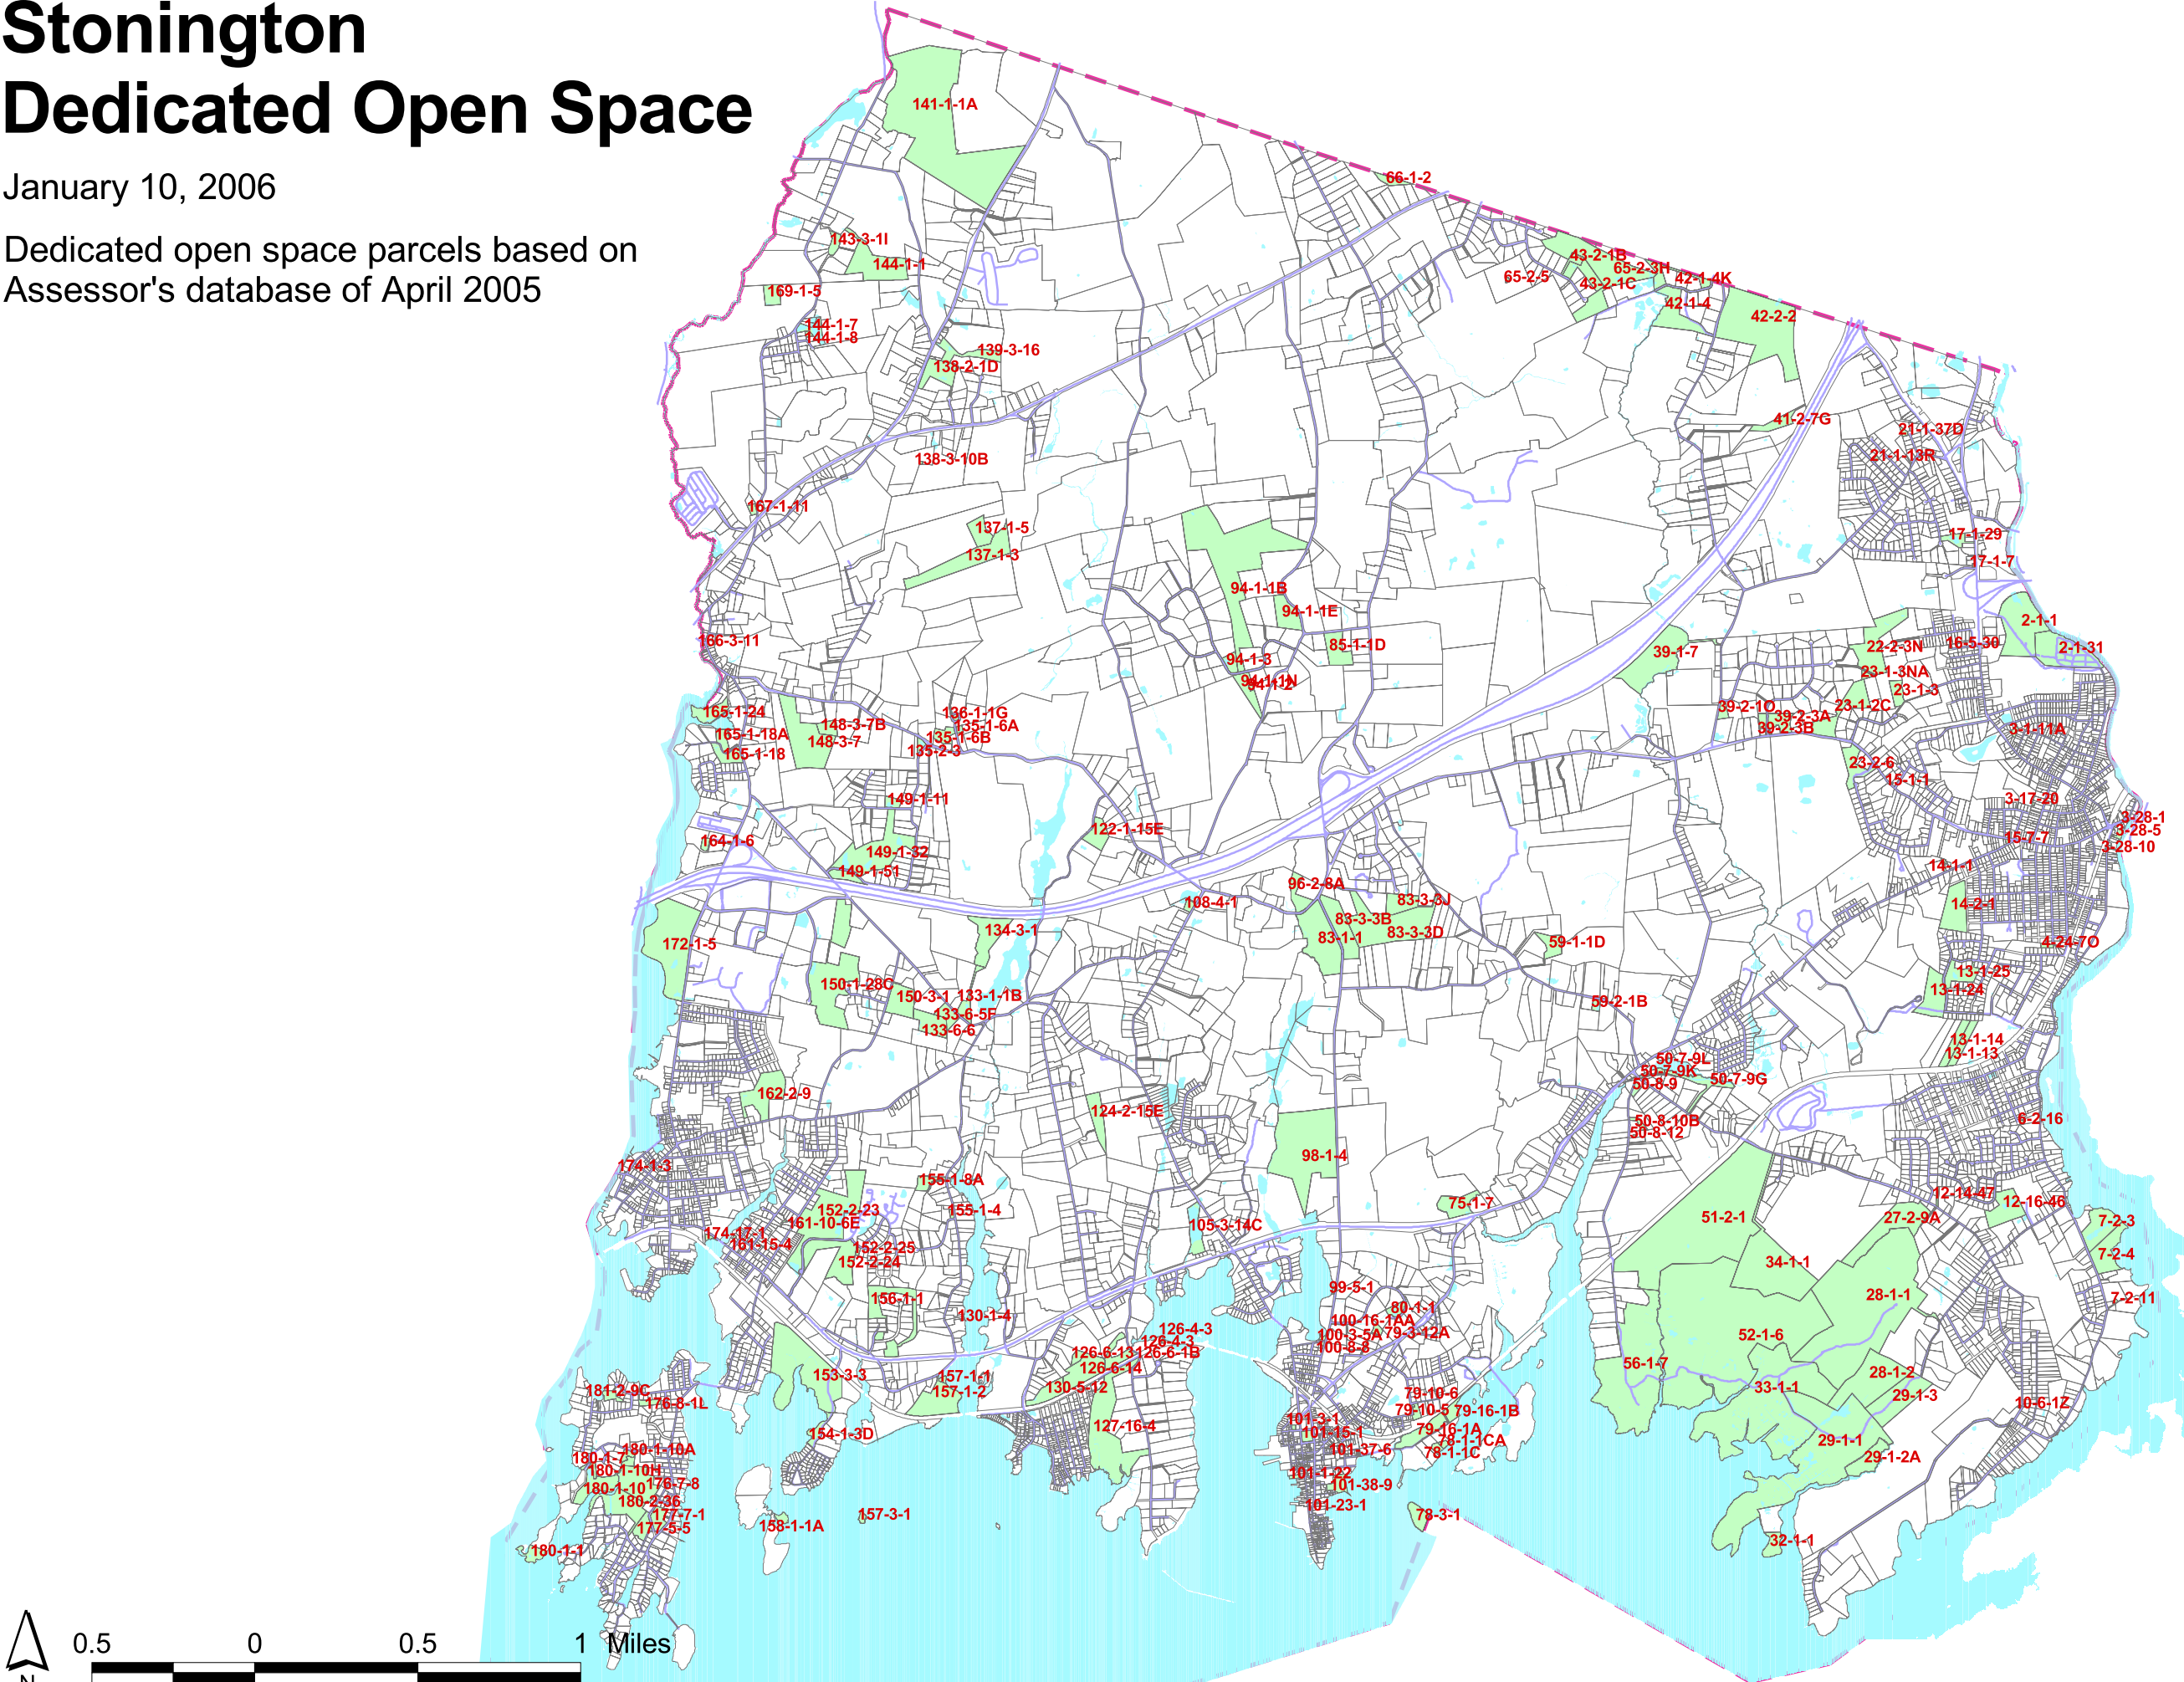 Stonington
Dedicated Open Space
January 10, 2006
Dedicated open space parcels based on
Assessor's database of April 2005
141-1-1A
66-1-2
143-3-1I
144-1-1
43-2-1B
65-2-3H
65-2-5
43-2-1C
42-1-4K
169-1-5
42-1-4
42-2-2
144-1-7
144-1-8
139-3-16
138-2-1D
41-2-7G
21-1-37D
138-3-10B
21-1-13R
167-1-11
137-1-5
17-1-29
137-1-3
17-1-7
94-1-1B
94-1-1E
2-1-1
166-3-11
85-1-1D
16-5-30
22-2-3N
2-1-31
39-1-7
94-1-3
23-1-3NA
94-1-1N
94-1-2
23-1-3
39-2-1O
23-1-2C
165-1-24
136-1-1G
39-2-3A
148-3-7B
135-1-6A
39-2-3B
3-1-11A
165-1-18A
135-1-6B
148-3-7
165-1-18
135-2-3
23-2-6
15-1-1
149-1-11
3-17-20
3-28-1
122-1-15E
3-28-5
164-1-6
15-7-7
3-28-10
149-1-32
14-1-1
149-1-51
96-2-8A
108-4-1
83-3-3J
14-2-1
83-3-3B
134-3-1
83-3-3D
83-1-1
172-1-5
59-1-1D
4-24-7O
13-1-25
150-1-28C
13-1-24
150-3-1
133-1-1B
59-2-1B
133-6-5F
133-6-6
13-1-14
13-1-13
50-7-9L
50-7-9K
50-7-9G
50-8-9
162-2-9
124-2-15E
6-2-16
50-8-10B
50-8-12
98-1-4
174-1-3
155-1-8A
12-14-47
12-16-46
75-1-7
152-2-23
155-1-4
51-2-1
27-2-9A
7-2-3
161-10-6E
105-3-14C
174-17-1
161-15-4
152-2-25
7-2-4
152-2-24
34-1-1
99-5-1
156-1-1
28-1-1
7-2-11
80-1-1
130-1-4
100-16-1AA
126-4-3
100-3-5A
79-3-12A
52-1-6
126-4-3
100-8-8
126-6-13
126-6-1B
56-1-7
126-6-14
153-3-3
157-1-1
28-1-2
130-5-12
33-1-1
181-2-9C
157-1-2
79-10-6
29-1-3
176-8-1L
79-10-5
79-16-1B
10-6-1Z
101-3-1
127-16-4
154-1-3D
101-15-1
79-16-1A
78-1-1CA
29-1-1
180-1-10A
101-37-6
78-1-1C
180-1-7
29-1-2A
180-1-10H
101-1-22
176-7-8
101-38-9
180-1-10
180-2-36
101-23-1
177-7-1
157-3-1
78-3-1
177-5-5
158-1-1A
32-1-1
180-1-1
0.5 0 0.5 1 Miles